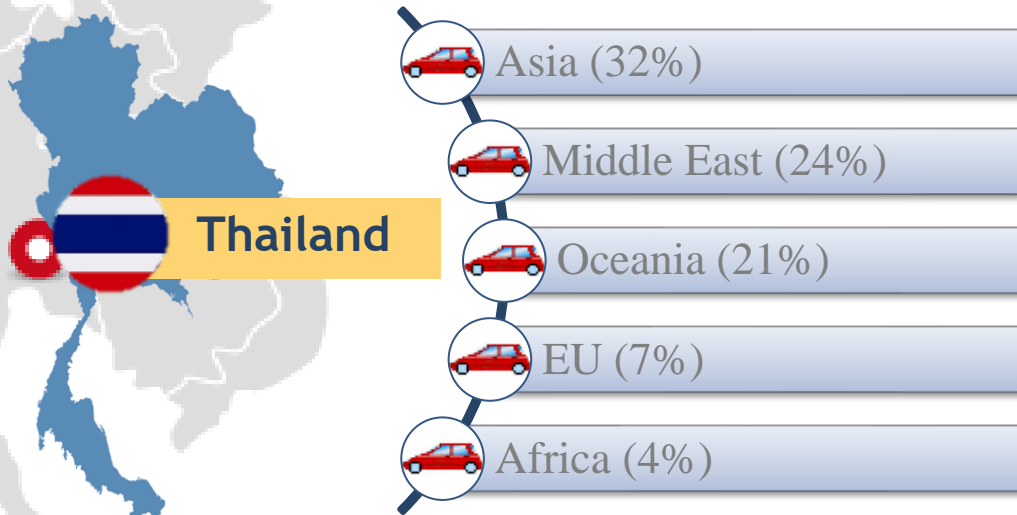 Thailand
Asia (32%)
Middle East (24%)
Oceania (21%)
EU (7%)
Africa (4%)